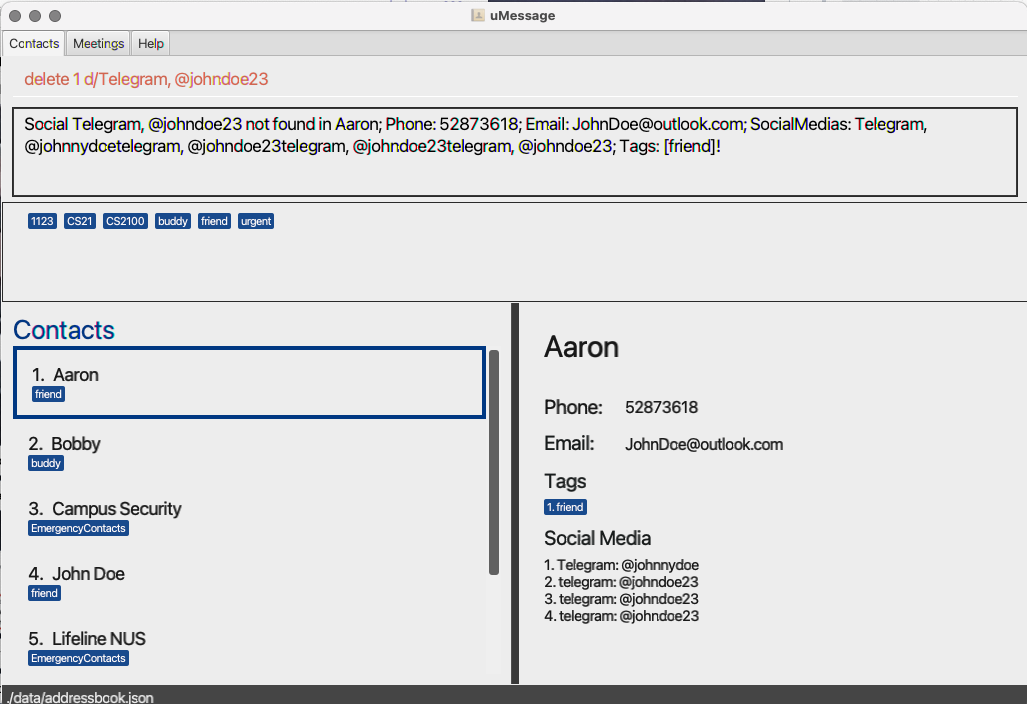 uMessage
Contacts Meetings Help
delete 1 d/Telegram, @johndoe23
Social Telegram, @johndoe23 not found in Aaron; Phone: 52873618; Email: JohnDoe@outlook.com; SocialMedias: Telegram,
@johnnydoetelegram, @johndoe23telegram, @johndoe23telegram, @johndoe23; Tags: [friend]!
1123 CS21 CS2100 buddy friend urgent
Contacts
1. Aaron
friend
2. Bobby
buddy
3. Campus Security
EmergencyContacts
4. John Doe
friend
5. Lifeline NUS
EmergencyContacts
Aaron
Phone: 52873618
Email: JohnDoe@outlook.com
Tags
1. friend
Social Media
1. Telegram: @johnnydoe
2. telegram: @johndoe23
3. telegram: @johndoe23
4. telegram: @johndoe23
./data/addressbook.json